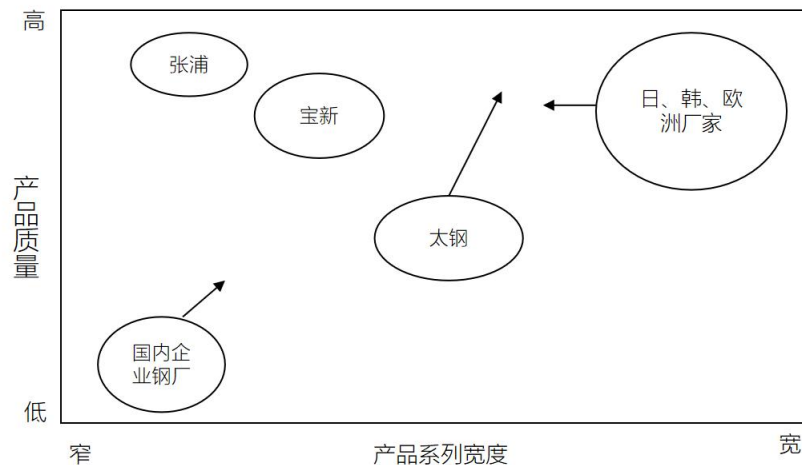 高
张浦
宝新
日、韩、欧
洲厂家
产品质量
太钢
国内企
业钢厂
低
窄
产品系列宽度
宽